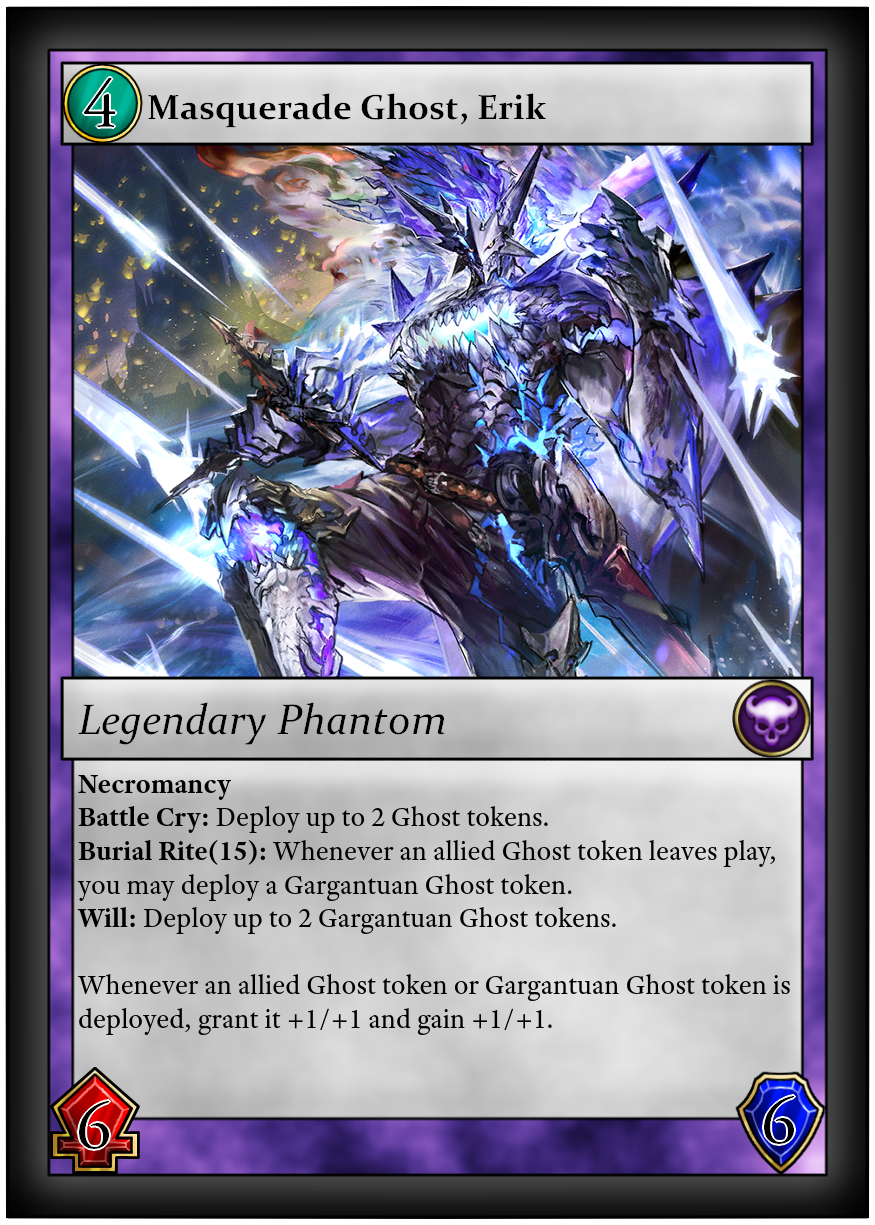 4
Masquerade Ghost, Erik
Legendary Phantom
Necromancy
Battle Cry: Deploy up to 2 Ghost tokens.
Burial Rite(15): Whenever an allied Ghost token leaves play,
you may deploy a Gargantuan Ghost token.
Will: Deploy up to 2 Gargantuan Ghost tokens.
Whenever an allied Ghost token or Gargantuan Ghost token is
deployed, grant it +1/+1 and gain +1/+1.
6
6